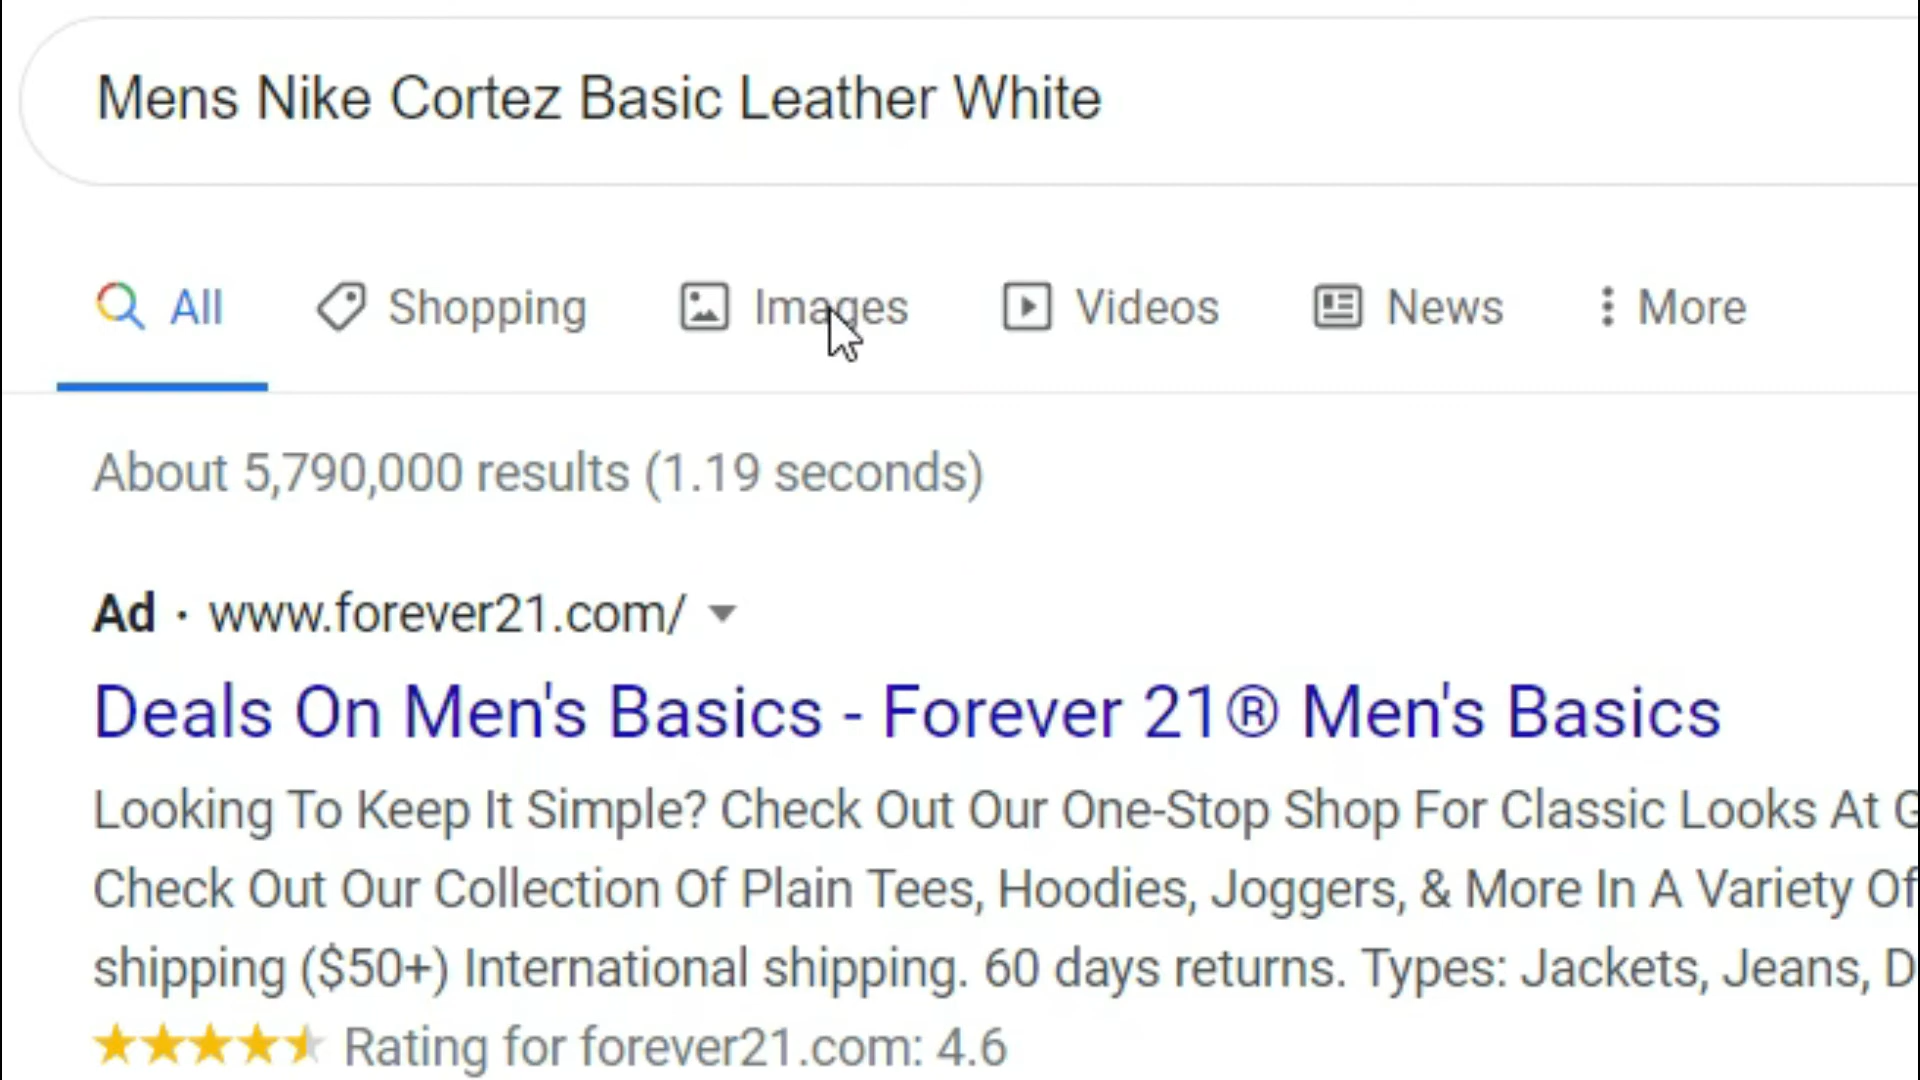 Mens Nike Cortez Basic Leather White
All Shopping Images Videos News More
About 5,790,000 results (1.19 seconds)
Ad · www.forever21.com/
Deals On Men's Basics - Forever 21® Men's Basics
Looking To Keep It Simple? Check Out Our One-Stop Shop For Classic Looks At
Check Out Our Collection Of Plain Tees, Hoodies, Joggers, & More In A Variety Of
shipping ($50+) International shipping. 60 days returns. Types: Jackets, Jeans,
Rating for forever21.com: 4.6